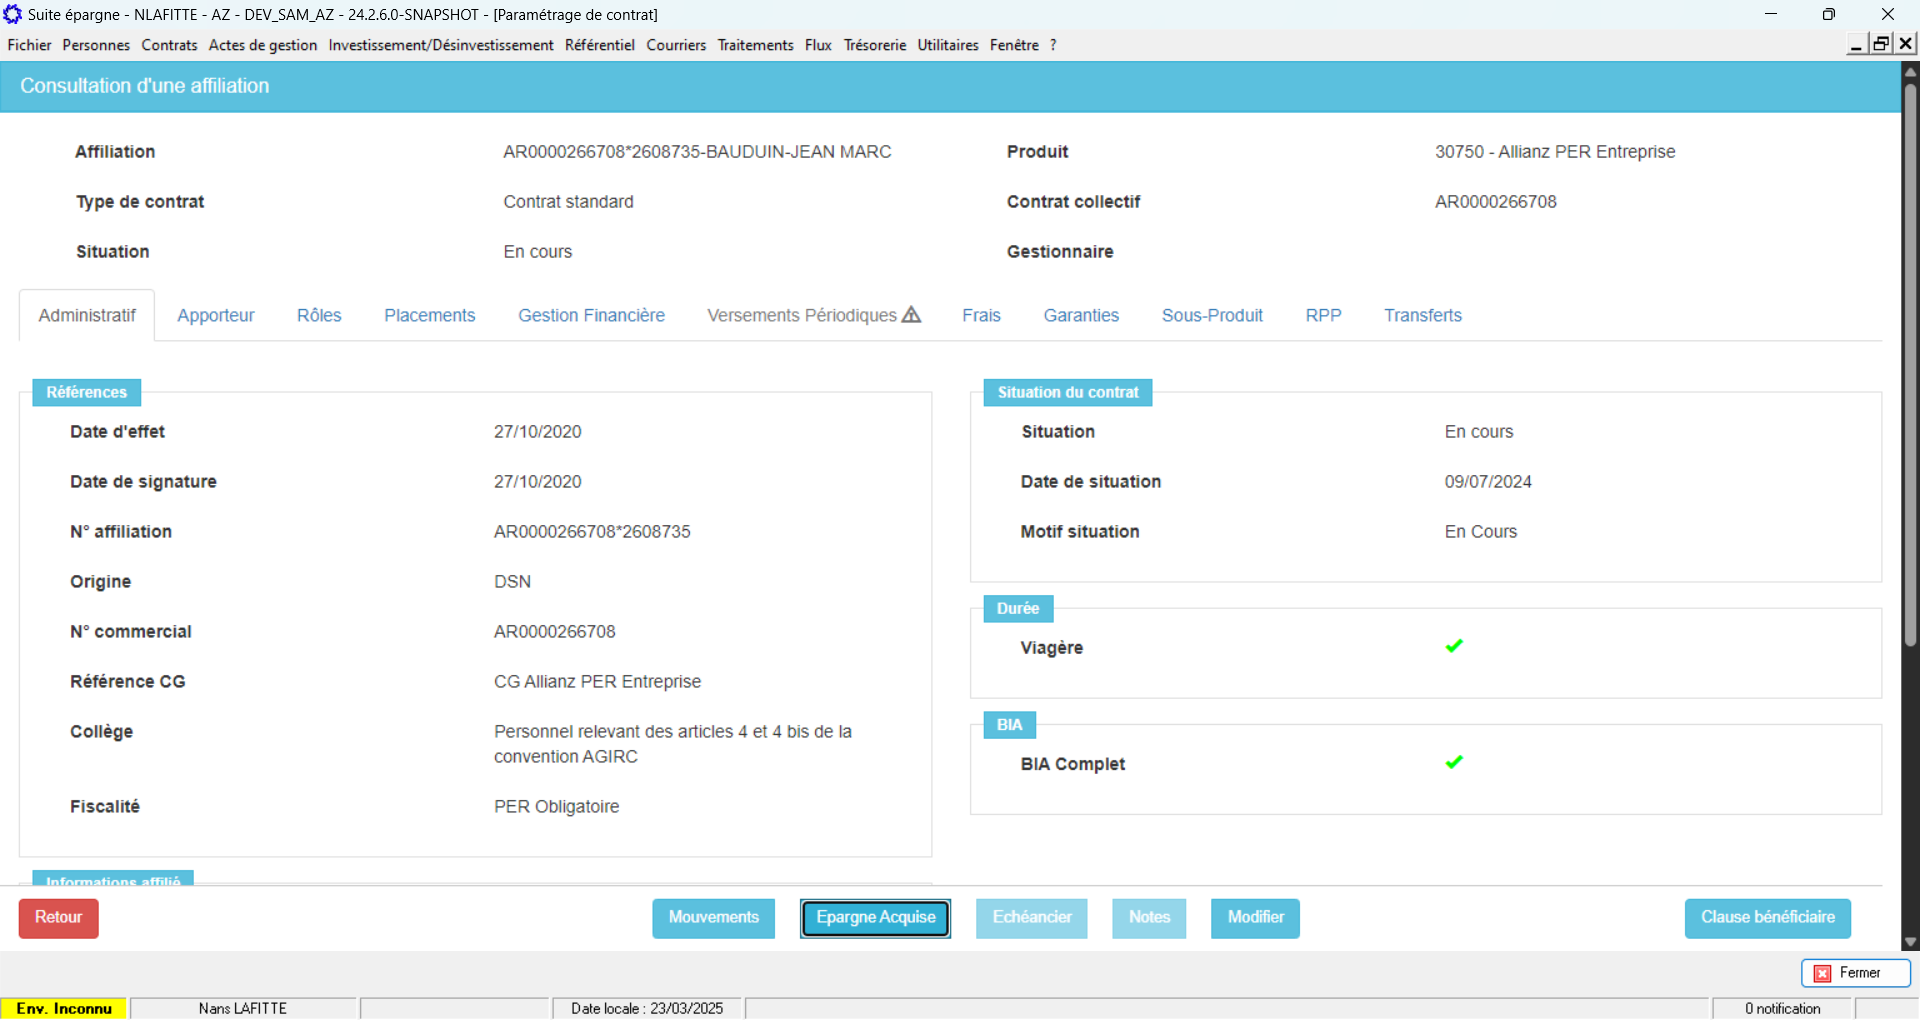 Suite épargne - NLAFITTE - AZ - DEV_SAM_AZ - 24.2.6.0-SNAPSHOT - [Paramétrage de contrat]
Fichier Personnes Contrats Actes de gestion Investissement/Désinvestissement Référentiel Courriers Traitements Flux Trésorerie Utilitaires Fenêtre ?
Consultation d'une affiliation
Affiliation AR0000266708*2608735-BAUDUIN-JEAN MARC Produit 30750 - Allianz PER Entreprise
Type de contrat Contrat standard Contrat collectif AR0000266708
Situation En cours Gestionnaire
Administratif Apporteur Rôles Placements Gestion Financière Versements Périodiques Frais Garanties Sous-Produit RPP Transferts
Références
Date d'effet 27/10/2020
Date de signature 27/10/2020
N° affiliation AR0000266708*2608735
Origine DSN
N° commercial AR0000266708
Référence CG CG Allianz PER Entreprise
Collège Personnel relevant des articles 4 et 4 bis de la
convention AGIRC
Fiscalité PER Obligatoire
Situation du contrat
Situation En cours
Date de situation 09/07/2024
Motif situation En Cours
Durée
Viagère
BIA
BIA Complet
Informations affilié
Retour Mouvements Epargne Acquise Echéancier Notes Modifier Clause bénéficiaire
Fermer
Env. Inconnu Nans LAFITTE Date locale : 23/03/2025 0 notification